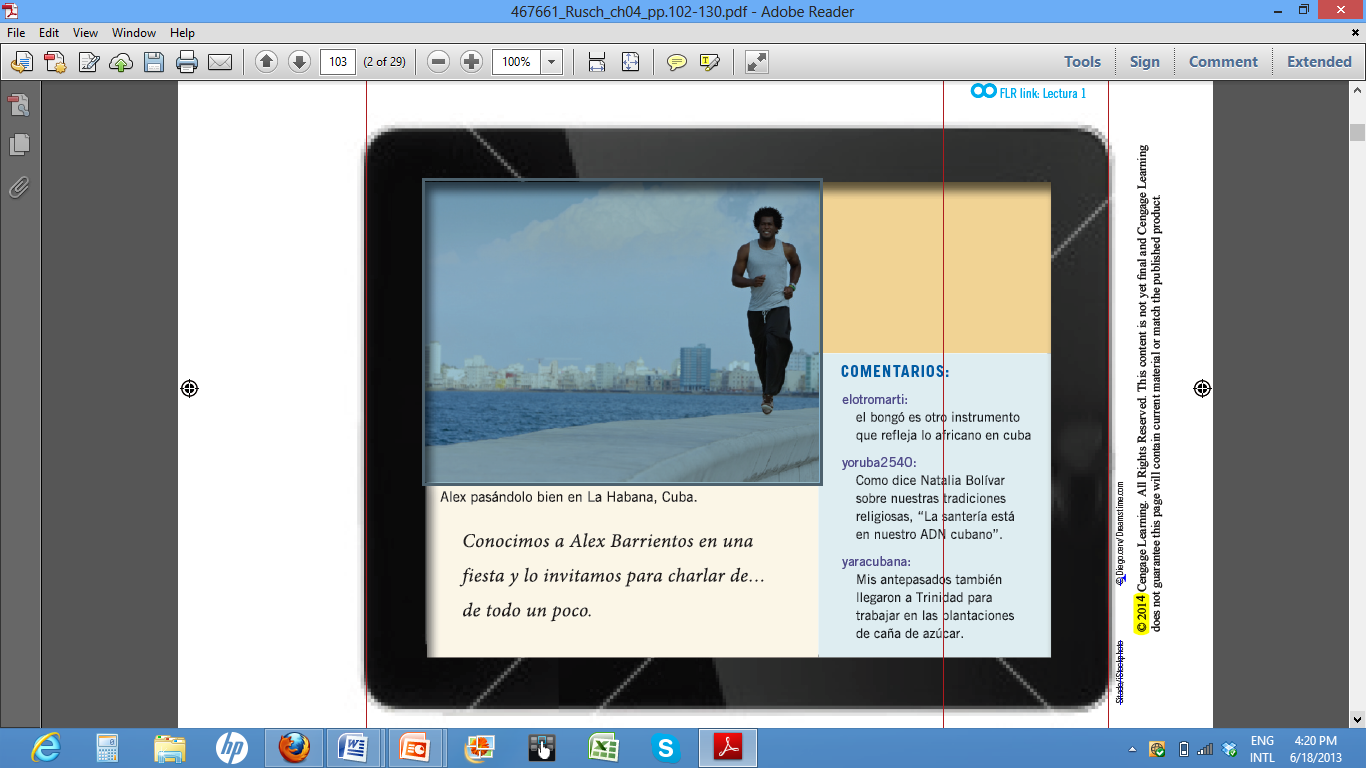 467661_Rusch_ch04_pp.102-130.pdf - Adobe Reader
File Edit View Window Help
103 (2 of 29) 100% Tools Sign Comment Extended
FLR link: Lectura 1
Alex pasándolo bien en La Habana, Cuba.
Conocimos a Alex Barrientos en una
fiesta y lo invitamos para charlar de…
de todo un poco.
COMENTARIOS:
elotromarti:
el bongó es otro instrumento
que refleja lo africano en cuba
yoruba2540:
Como dice Natalia Bolívar
sobre nuestras tradiciones
religiosas, “La santería está
en nuestro ADN cubano”.
yaracubana:
Mis antepasados también
llegaron a Trinidad para
trabajar en las plantaciones
de caña de azúcar.
© Diego.cervo/Dreamstime.com
© 2014 Cengage Learning. All Rights Reserved. This content is not yet final and Cengage Learning
does not guarantee this page will contain current material or match the published product.
ENG
INTL
4:20 PM
6/18/2013